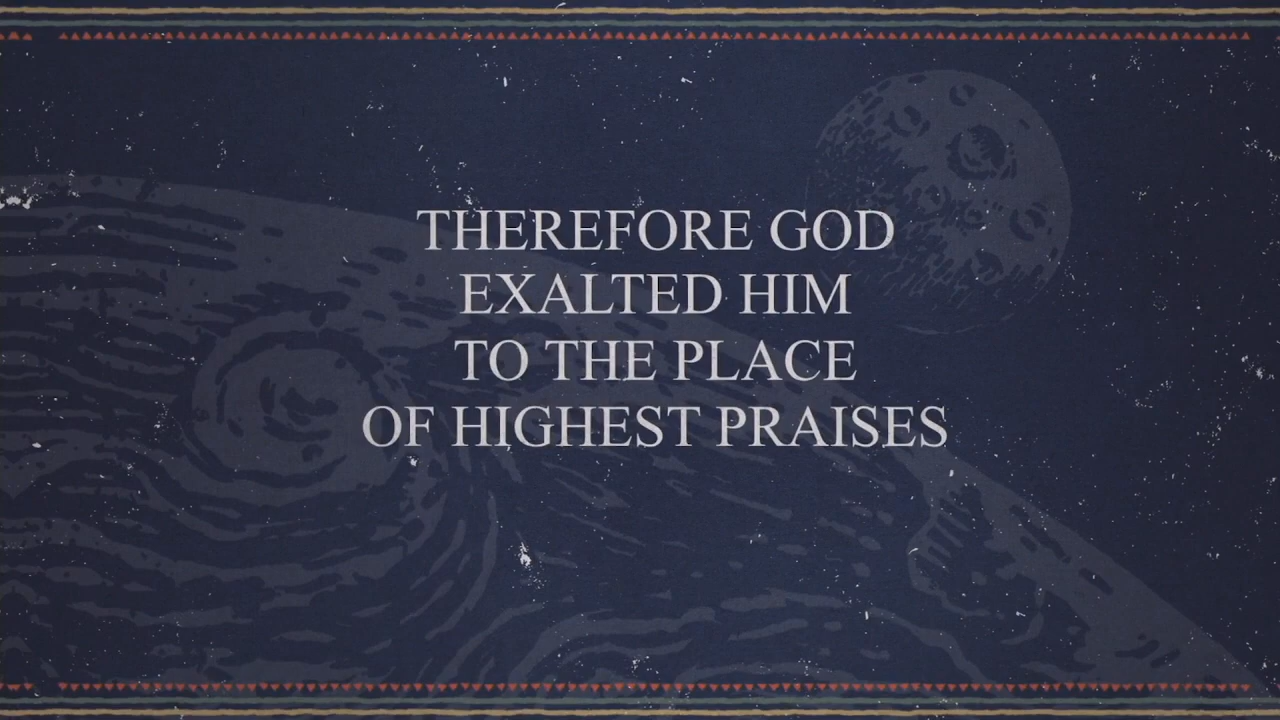 THEREFORE GOD
EXALTED HIM
TO THE PLACE
OF HIGHEST PRAISES